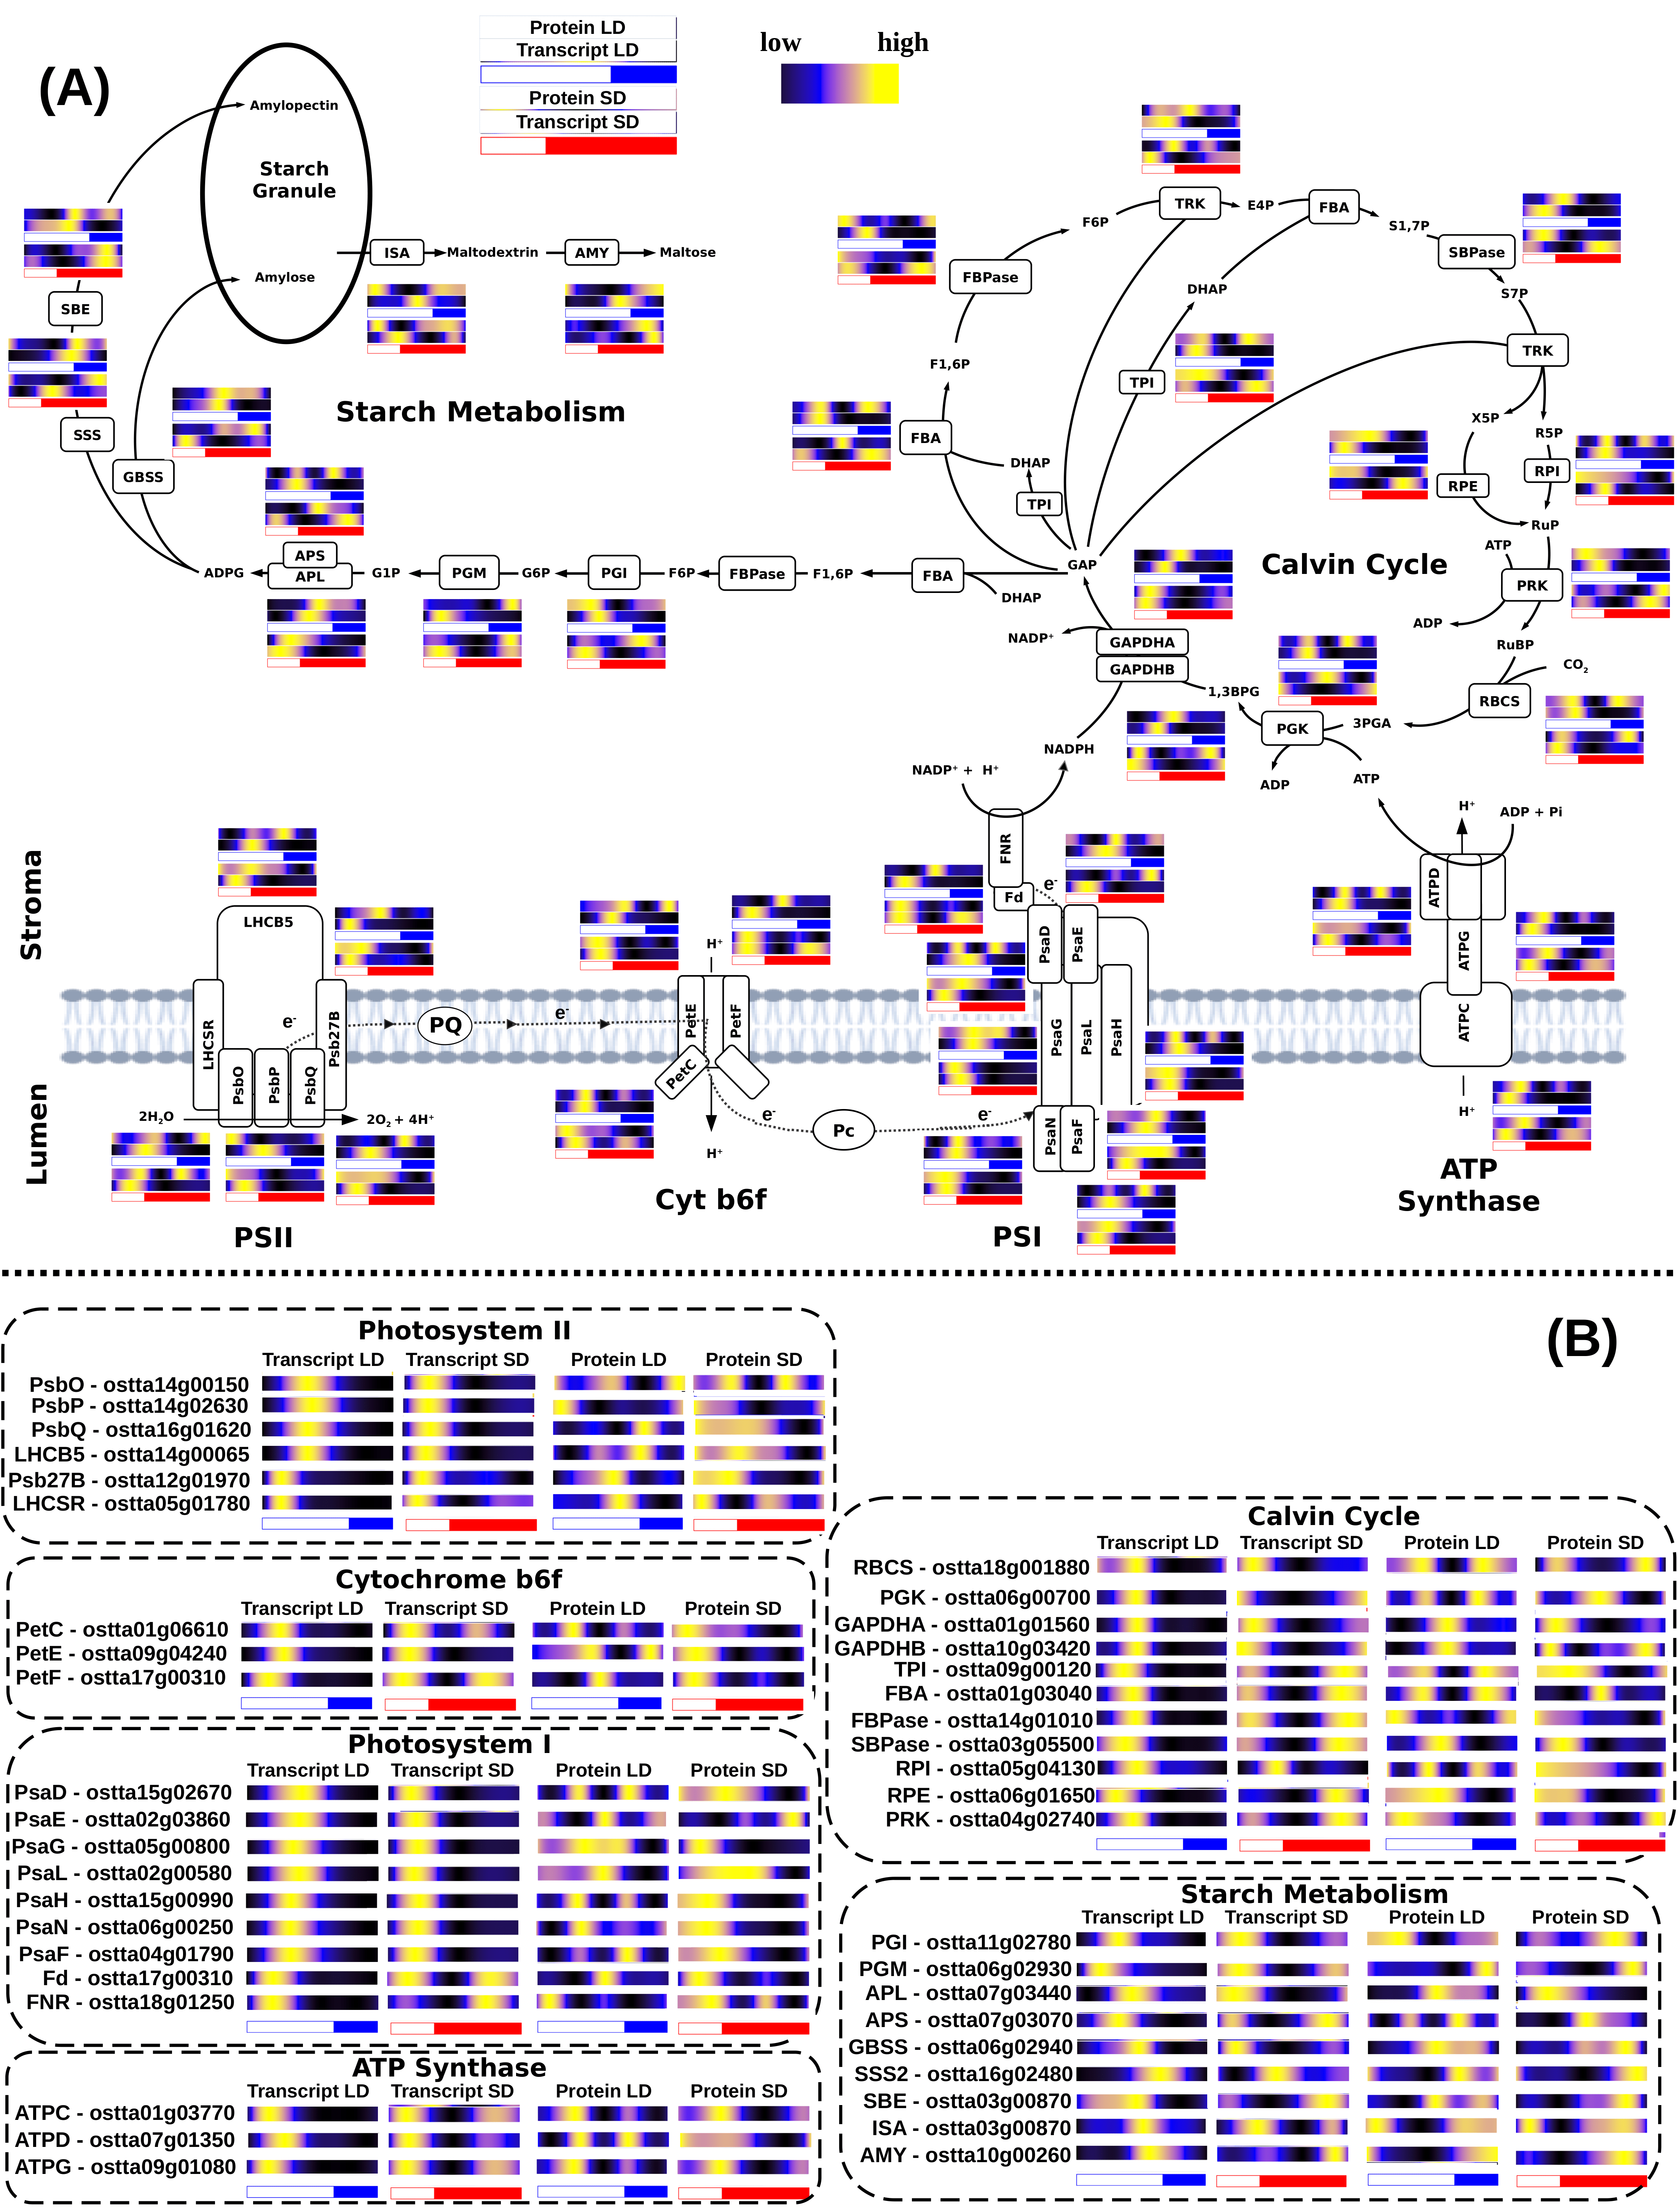 (A)
Protein LD
Transcript LD
Protein SD
Transcript SD
low high
Amylopectin
Starch
Granule
Amylose
ISA
Maltodextrin
AMY
Maltose
SBE
SSS
GBSS
Starch Metabolism
ADPG
APS
APL
G1P
PGM
G6P
PGI
F6P
FBPase
F1,6P
FBA
DHAP
GAP
TPI
DHAP
FBA
F1,6P
FBPase
F6P
TRK
E4P
FBA
S1,7P
SBPase
S7P
DHAP
TPI
TRK
X5P
R5P
RPE
RPI
RuP
Calvin Cycle
ATP
PRK
ADP
RuBP
CO2
RBCS
3PGA
PGK
ATP
ADP
1,3BPG
GAPDHA
GAPDHB
NADP+
NADPH
NADP+ + H+
FNR
Fd
e-
PsaD
PsaE
PsaG
PsaL
PsaH
PsaN
PsaF
PSI
H+
ADP + Pi
ATPD
ATPG
ATPC
H+
ATP
Synthase
Stroma
Lumen
LHCB5
LHCSR
Psb27B
PsbO
PsbP
PsbQ
e-
2H2O
2O2 + 4H+
PSII
PQ
e-
H+
PetE
PetF
PetC
H+
Cyt b6f
e-
Pc
e-
(B)
Photosystem II
Transcript LD Transcript SD Protein LD Protein SD
PsbO - ostta14g00150
PsbP - ostta14g02630
PsbQ - ostta16g01620
LHCB5 - ostta14g00065
Psb27B - ostta12g01970
LHCSR - ostta05g01780
Cytochrome b6f
Transcript LD Transcript SD Protein LD Protein SD
PetC - ostta01g06610
PetE - ostta09g04240
PetF - ostta17g00310
Photosystem I
Transcript LD Transcript SD Protein LD Protein SD
PsaD - ostta15g02670
PsaE - ostta02g03860
PsaG - ostta05g00800
PsaL - ostta02g00580
PsaH - ostta15g00990
PsaN - ostta06g00250
PsaF - ostta04g01790
Fd - ostta17g00310
FNR - ostta18g01250
ATP Synthase
Transcript LD Transcript SD Protein LD Protein SD
ATPC - ostta01g03770
ATPD - ostta07g01350
ATPG - ostta09g01080
Calvin Cycle
Transcript LD Transcript SD Protein LD Protein SD
RBCS - ostta18g001880
PGK - ostta06g00700
GAPDHA - ostta01g01560
GAPDHB - ostta10g03420
TPI - ostta09g00120
FBA - ostta01g03040
FBPase - ostta14g01010
SBPase - ostta03g05500
RPI - ostta05g04130
RPE - ostta06g01650
PRK - ostta04g02740
Starch Metabolism
Transcript LD Transcript SD Protein LD Protein SD
PGI - ostta11g02780
PGM - ostta06g02930
APL - ostta07g03440
APS - ostta07g03070
GBSS - ostta06g02940
SSS2 - ostta16g02480
SBE - ostta03g00870
ISA - ostta03g00870
AMY - ostta10g00260